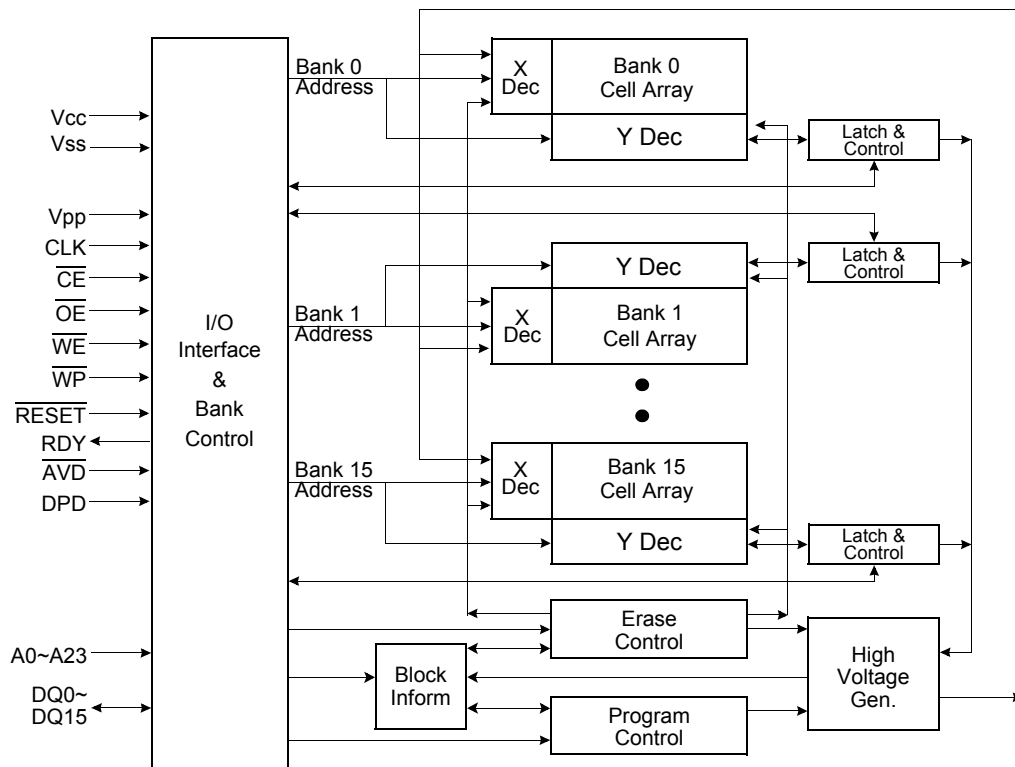 Vcc
Vss
Vpp
CLK
CE
OE
WE
WP
RESET
RDY
AVD
DPD
A0~A23
DQ0~
DQ15
I/O
Interface
&
Bank
Control
Bank 0
Address
X
Dec
Bank 0
Cell Array
Y Dec
Latch &
Control
Y Dec
Latch &
Control
Bank 1
Address
X
Dec
Bank 1
Cell Array
Bank 15
Address
X
Dec
Bank 15
Cell Array
Y Dec
Latch &
Control
Erase
Control
Block
Inform
Program
Control
High
Voltage
Gen.